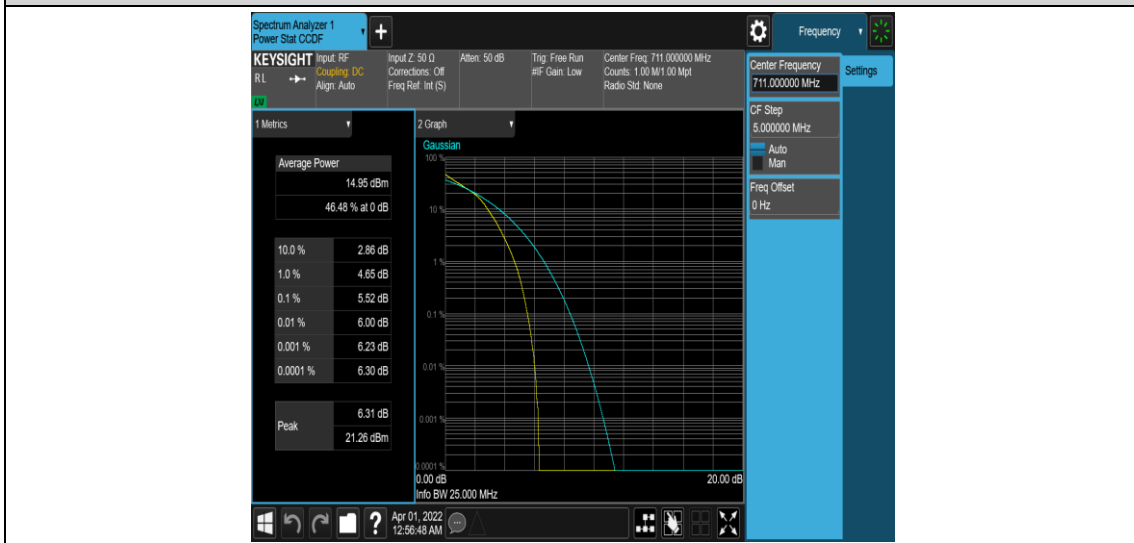 Spectrum Analyzer 1
Power Stat CCDF
+
Frequency
KEYSIGHT
RL
LXI
Input: RF
Coupling: DC
Align: Auto
Input Z: 50 Ω
Corrections: Off
Freq Ref: Int (S)
Atten: 50 dB
Trig: Free Run
#IF Gain: Low
Center Freq: 711.000000 MHz
Counts: 1.00 M/1.00 Mpt
Radio Std: None
Center Frequency
711.000000 MHz
Settings
CF Step
5.000000 MHz
Auto
Man
Freq Offset
0 Hz
1 Metrics
Average Power
14.95 dBm
46.48 % at 0 dB
10.0 % 2.86 dB
1.0 % 4.65 dB
0.1 % 5.52 dB
0.01 % 6.00 dB
0.001 % 6.23 dB
0.0001 % 6.30 dB
Peak
6.31 dB
21.26 dBm
2 Graph
Gaussian
100 %
10 %
1 %
0.1 %
0.01 %
0.001 %
0.0001 %
0.00 dB 20.00 dB
Info BW 25.000 MHz
?
Apr 01, 2022
12:56:48 AM